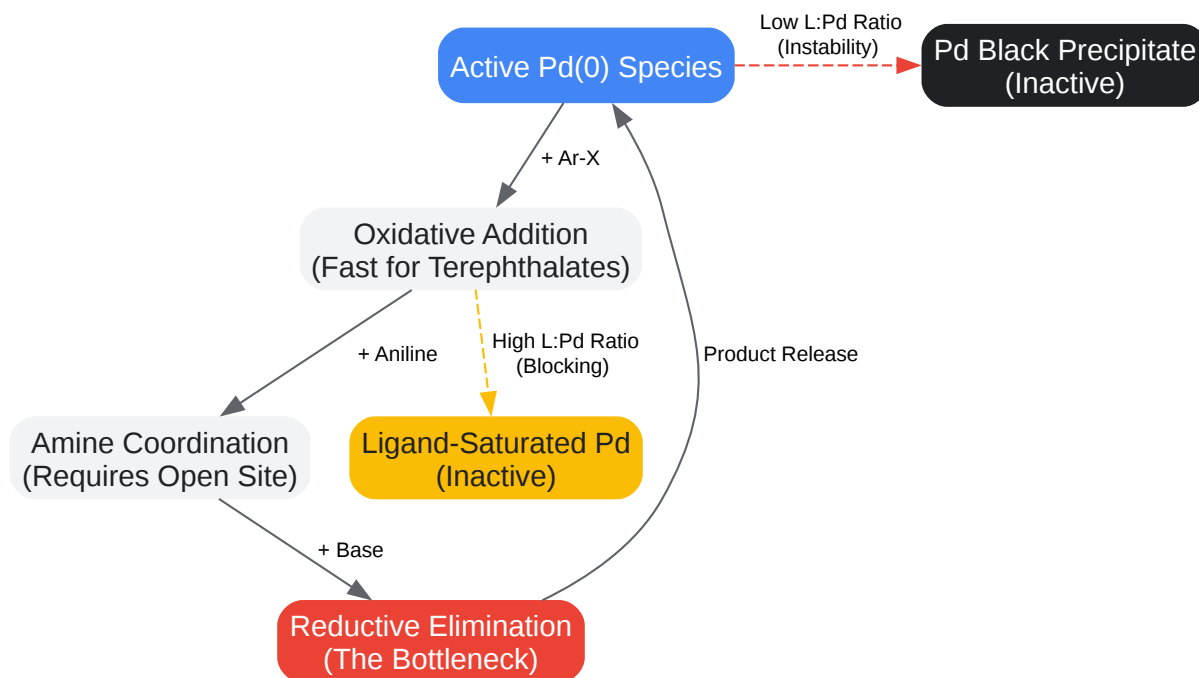 Low L:Pd Ratio
(Instability)
Active Pd(0) Species
Pd Black Precipitate
(Inactive)
+ Ar-X
Oxidative Addition
(Fast for Terephthalates)
+ Aniline
High L:Pd Ratio
(Blocking)
Product Release
Amine Coordination
(Requires Open Site)
Ligand-Saturated Pd
(Inactive)
+ Base
Reductive Elimination
(The Bottleneck)